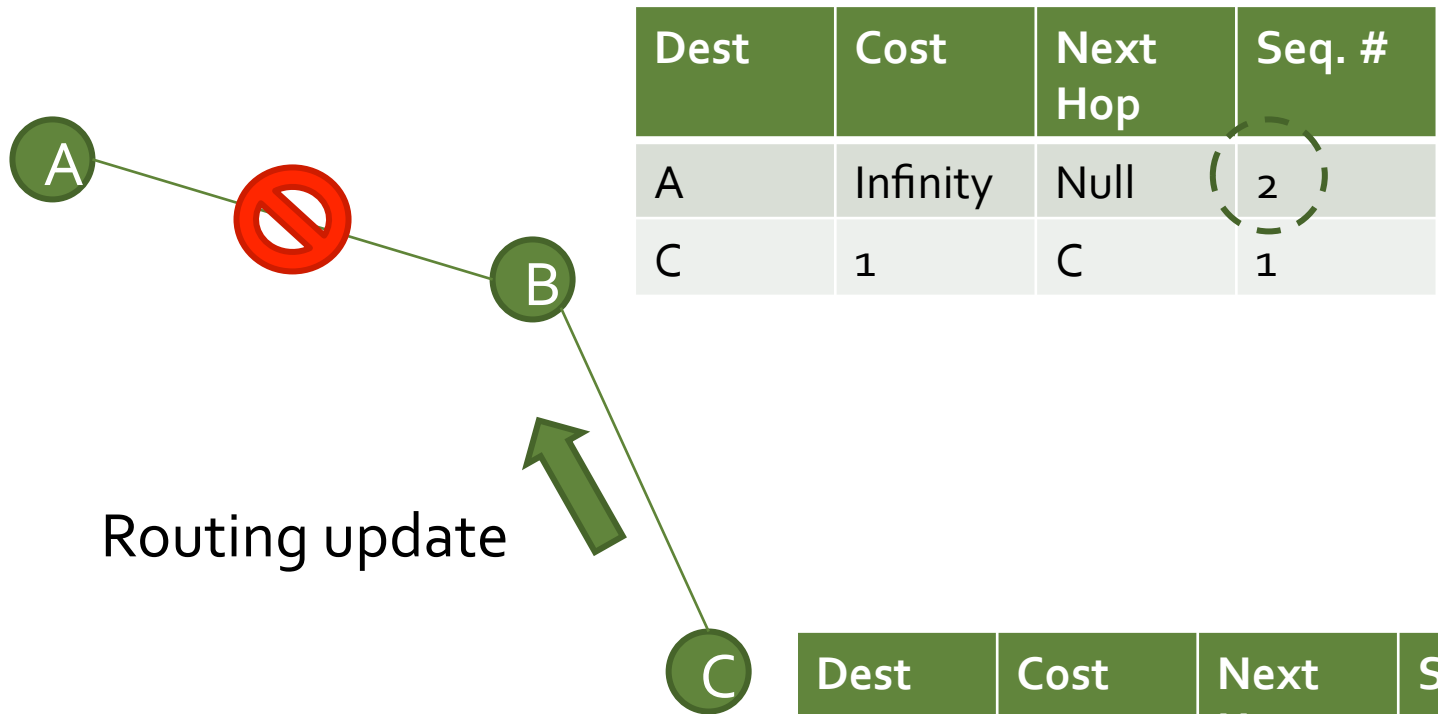 Dest Cost Next Hop Seq. #
A Infinity Null 2
C 1 C 1
A
B
Routing update
C
Dest Cost Next